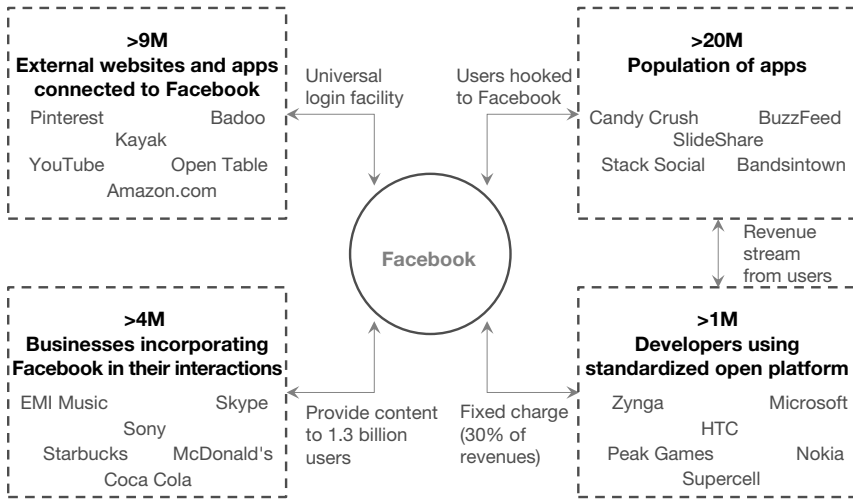 >9M
External websites and apps
connected to Facebook
Pinterest Badoo
Kayak
YouTube Open Table
Amazon.com
Universal
login facility
Users hooked
to Facebook
>20M
Population of apps
Candy Crush BuzzFeed
SlideShare
Stack Social Bandsintown
Facebook
Revenue
stream
from users
>4M
Businesses incorporating
Facebook in their interactions
EMI Music Skype
Sony
Starbucks McDonald's
Coca Cola
Provide content
to 1.3 billion
users
Fixed charge
(30% of
revenues)
>1M
Developers using
standardized open platform
Zynga Microsoft
HTC
Peak Games Nokia
Supercell